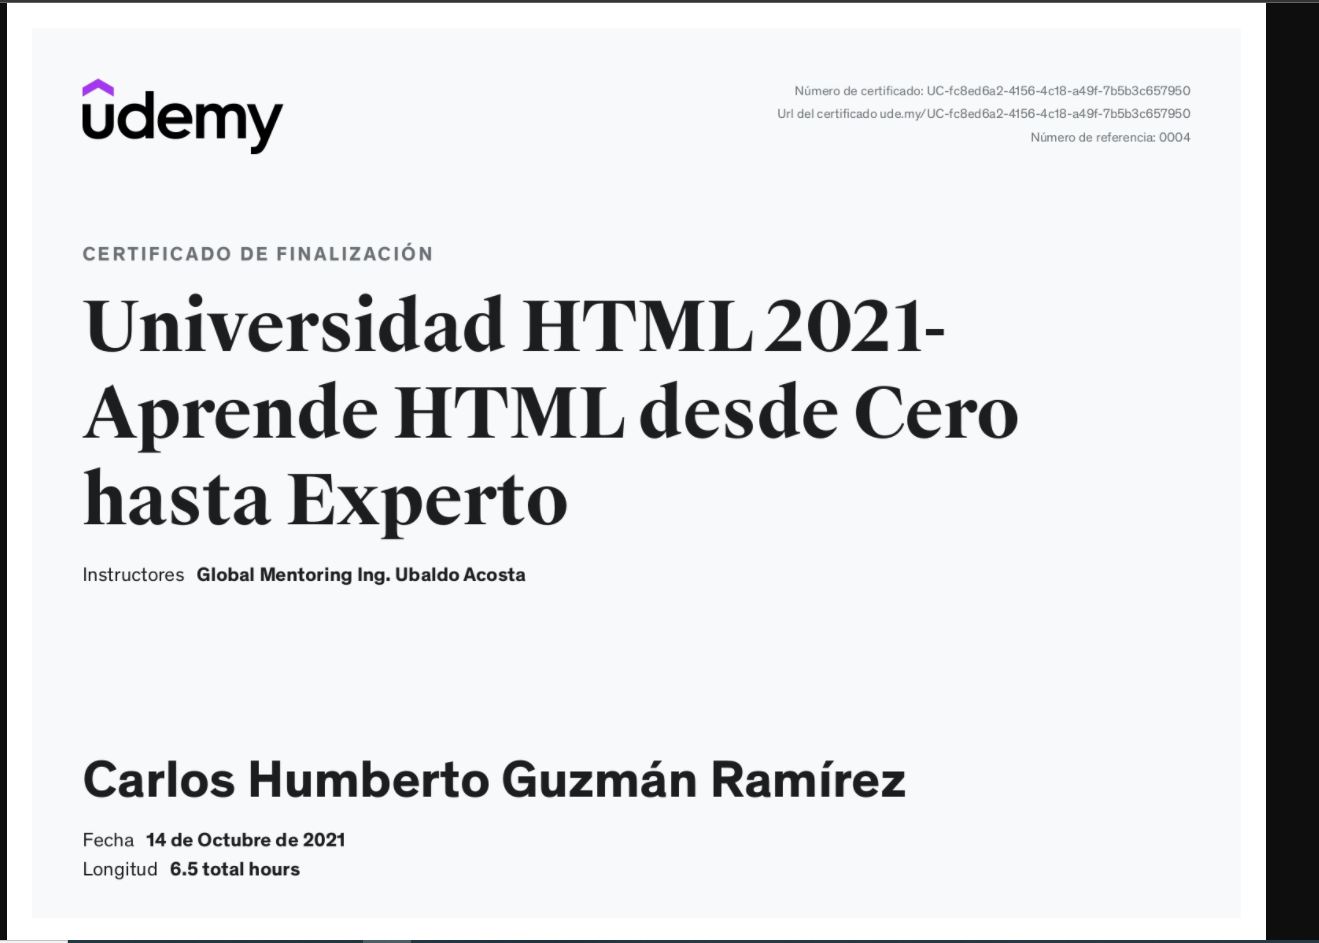 ûdemy
Número de certificado: UC-fc8ed6a2-4156-4c18-a49f-7b5b3c657950
Url del certificado ude.my/UC-fc8ed6a2-4156-4c18-a49f-7b5b3c657950
Número de referencia: 0004
CERTIFICADO DE FINALIZACIÓN
Universidad HTML 2021-
Aprende HTML desde Cero
hasta Experto
Instructores Global Mentoring Ing. Ubaldo Acosta
Carlos Humberto Guzmán Ramírez
Fecha 14 de Octubre de 2021
Longitud 6.5 total hours